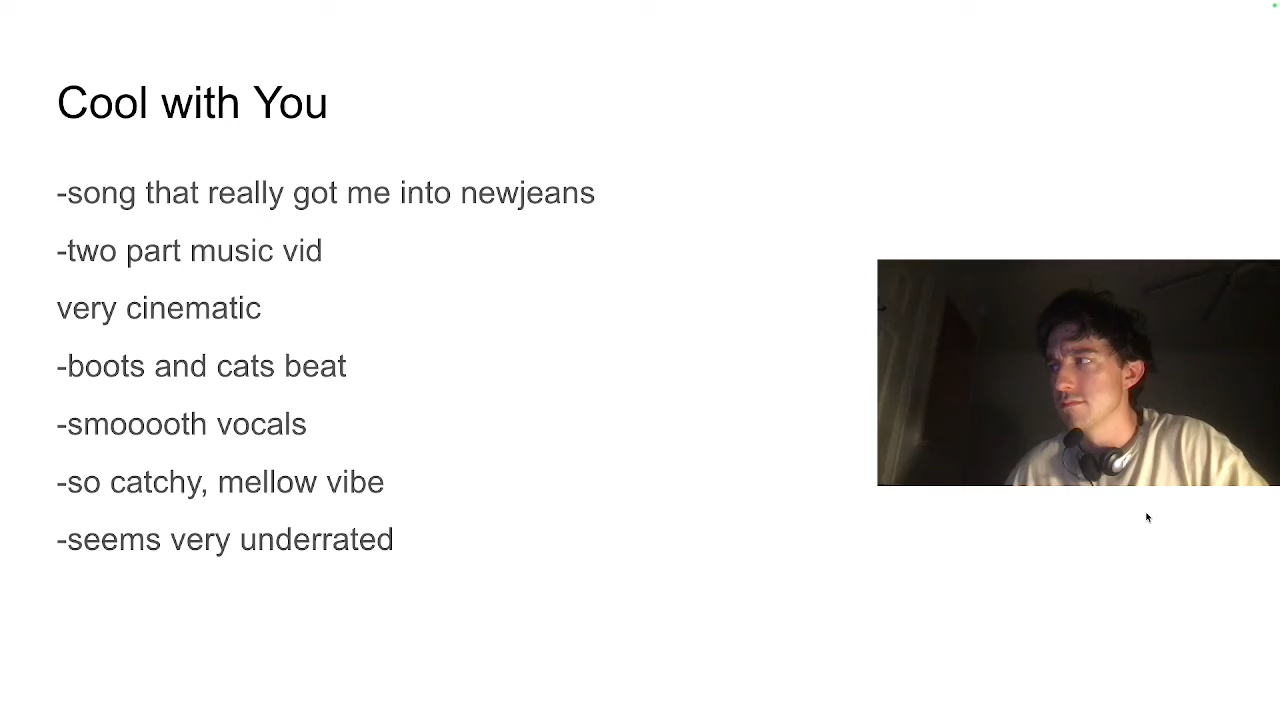 Cool with You
-song that really got me into newjeans
-two part music vid
very cinematic
-boots and cats beat
-smooooth vocals
-so catchy, mellow vibe
-seems very underrated